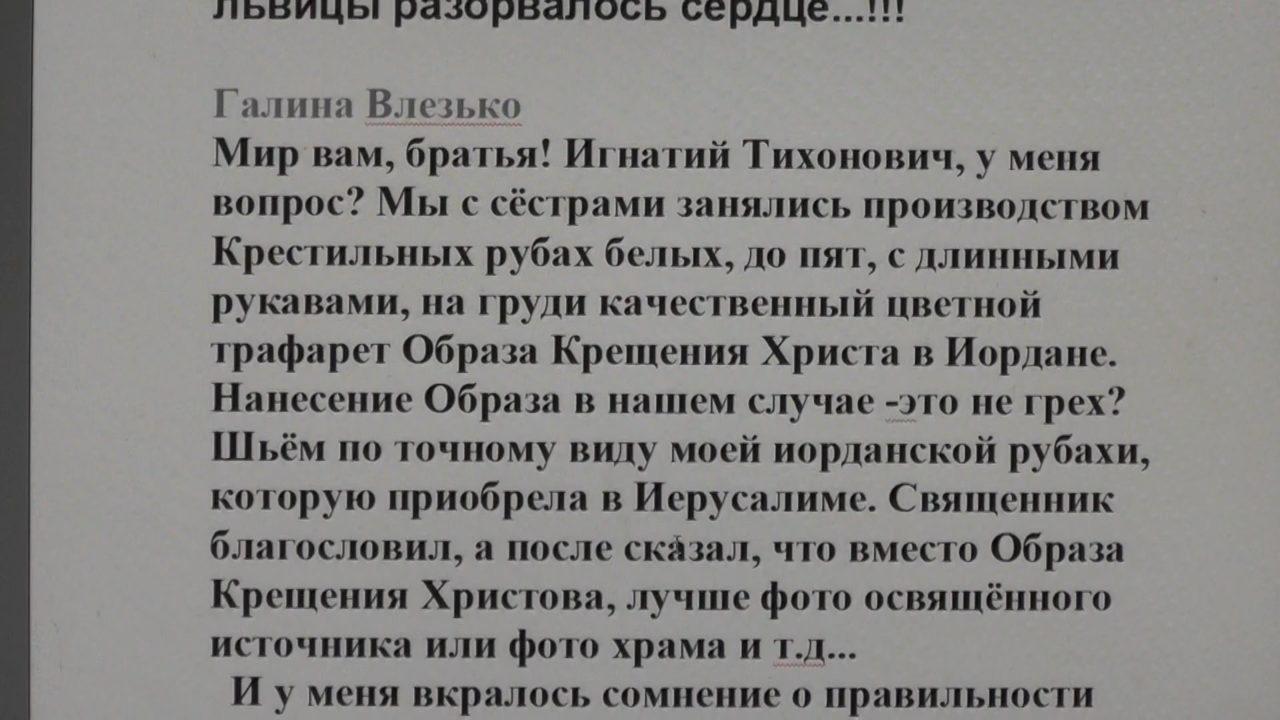 львицы разорвалось сердце...!!!
Галина Влезько
Мир вам, братья! Игнатий Тихонович, у меня
вопрос? Мы с сёстрами занялись производством
Крестильных рубах белых, до пят, с длинными
рукавами, на груди качественный цветной
трафарет Образа Крещения Христа в Иордане.
Нанесение Образа в нашем случае -это не грех?
Шьём по точному виду моей иорданской рубахи,
которую приобрела в Иерусалиме. Священник
благословил, а после сказал, что вместо Образа
Крещения Христова, лучше фото освящённого
источника или фото храма и т.д...
И у меня вкралось сомнение о правильности